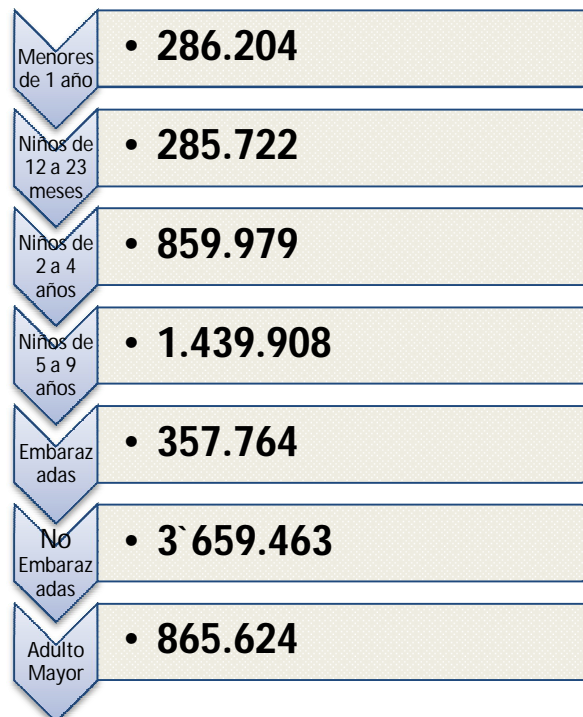 Menores
de 1 año
• 286.204
Niños de
12 a 23
meses
• 285.722
Niños de
2 a 4
años
• 859.979
Niños de
5 a 9
años
• 1.439.908
Embaraz
adas
• 357.764
No
Embaraz
adas
• 3`659.463
Adulto
Mayor
• 865.624